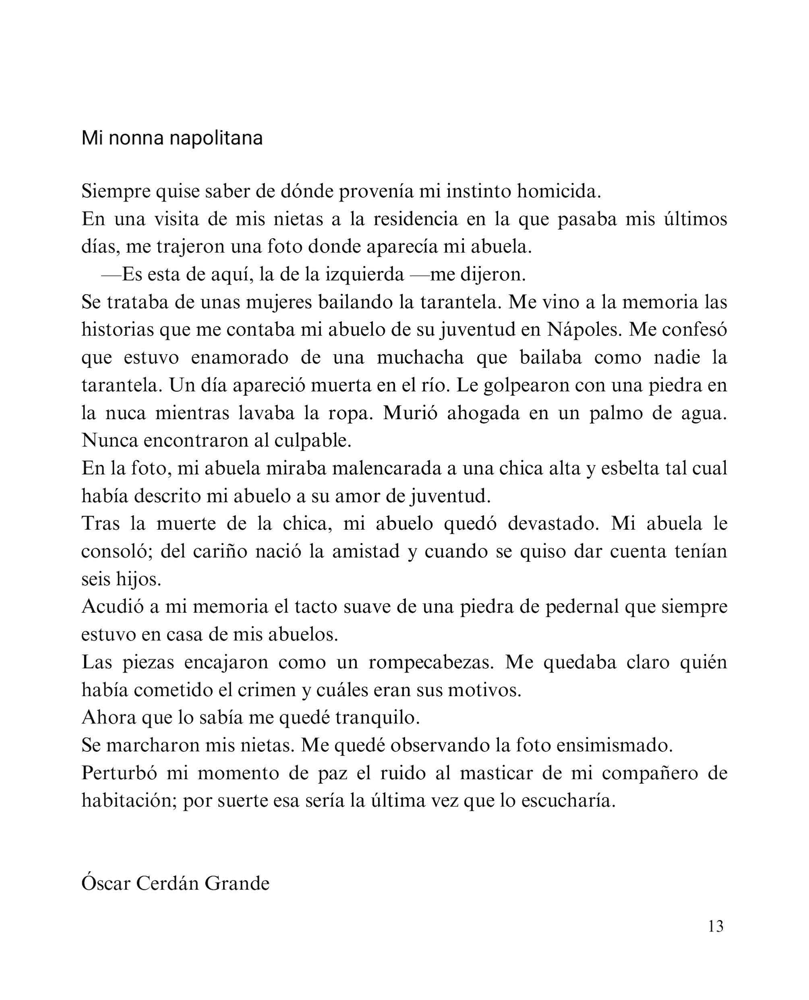 Mi nonna napolitana
Siempre quise saber de dónde provenía mi instinto homicida.
En una visita de mis nietas a la residencia en la que pasaba mis últimos
días, me trajeron una foto donde aparecía mi abuela.
—Es esta de aquí, la de la izquierda —me dijeron.
Se trataba de unas mujeres bailando la tarantela. Me vino a la memoria las
historias que me contaba mi abuelo de su juventud en Nápoles. Me confesó
que estuvo enamorado de una muchacha que bailaba como nadie la
tarantela. Un día apareció muerta en el río. Le golpearon con una piedra en
la nuca mientras lavaba la ropa. Murió ahogada en un palmo de agua.
Nunca encontraron al culpable.
En la foto, mi abuela miraba malencarada a una chica alta y esbelta tal cual
había descrito mi abuelo a su amor de juventud.
Tras la muerte de la chica, mi abuelo quedó devastado. Mi abuela le
consoló; del cariño nació la amistad y cuando se quiso dar cuenta tenían
seis hijos.
Acudió a mi memoria el tacto suave de una piedra de pedernal que siempre
estuvo en casa de mis abuelos.
Las piezas encajaron como un rompecabezas. Me quedaba claro quién
había cometido el crimen y cuáles eran sus motivos.
Ahora que lo sabía me quedé tranquilo.
Se marcharon mis nietas. Me quedé observando la foto ensimismado.
Perturbó mi momento de paz el ruido al masticar de mi compañero de
habitación; por suerte esa sería la última vez que lo escucharía.
Óscar Cerdán Grande
13